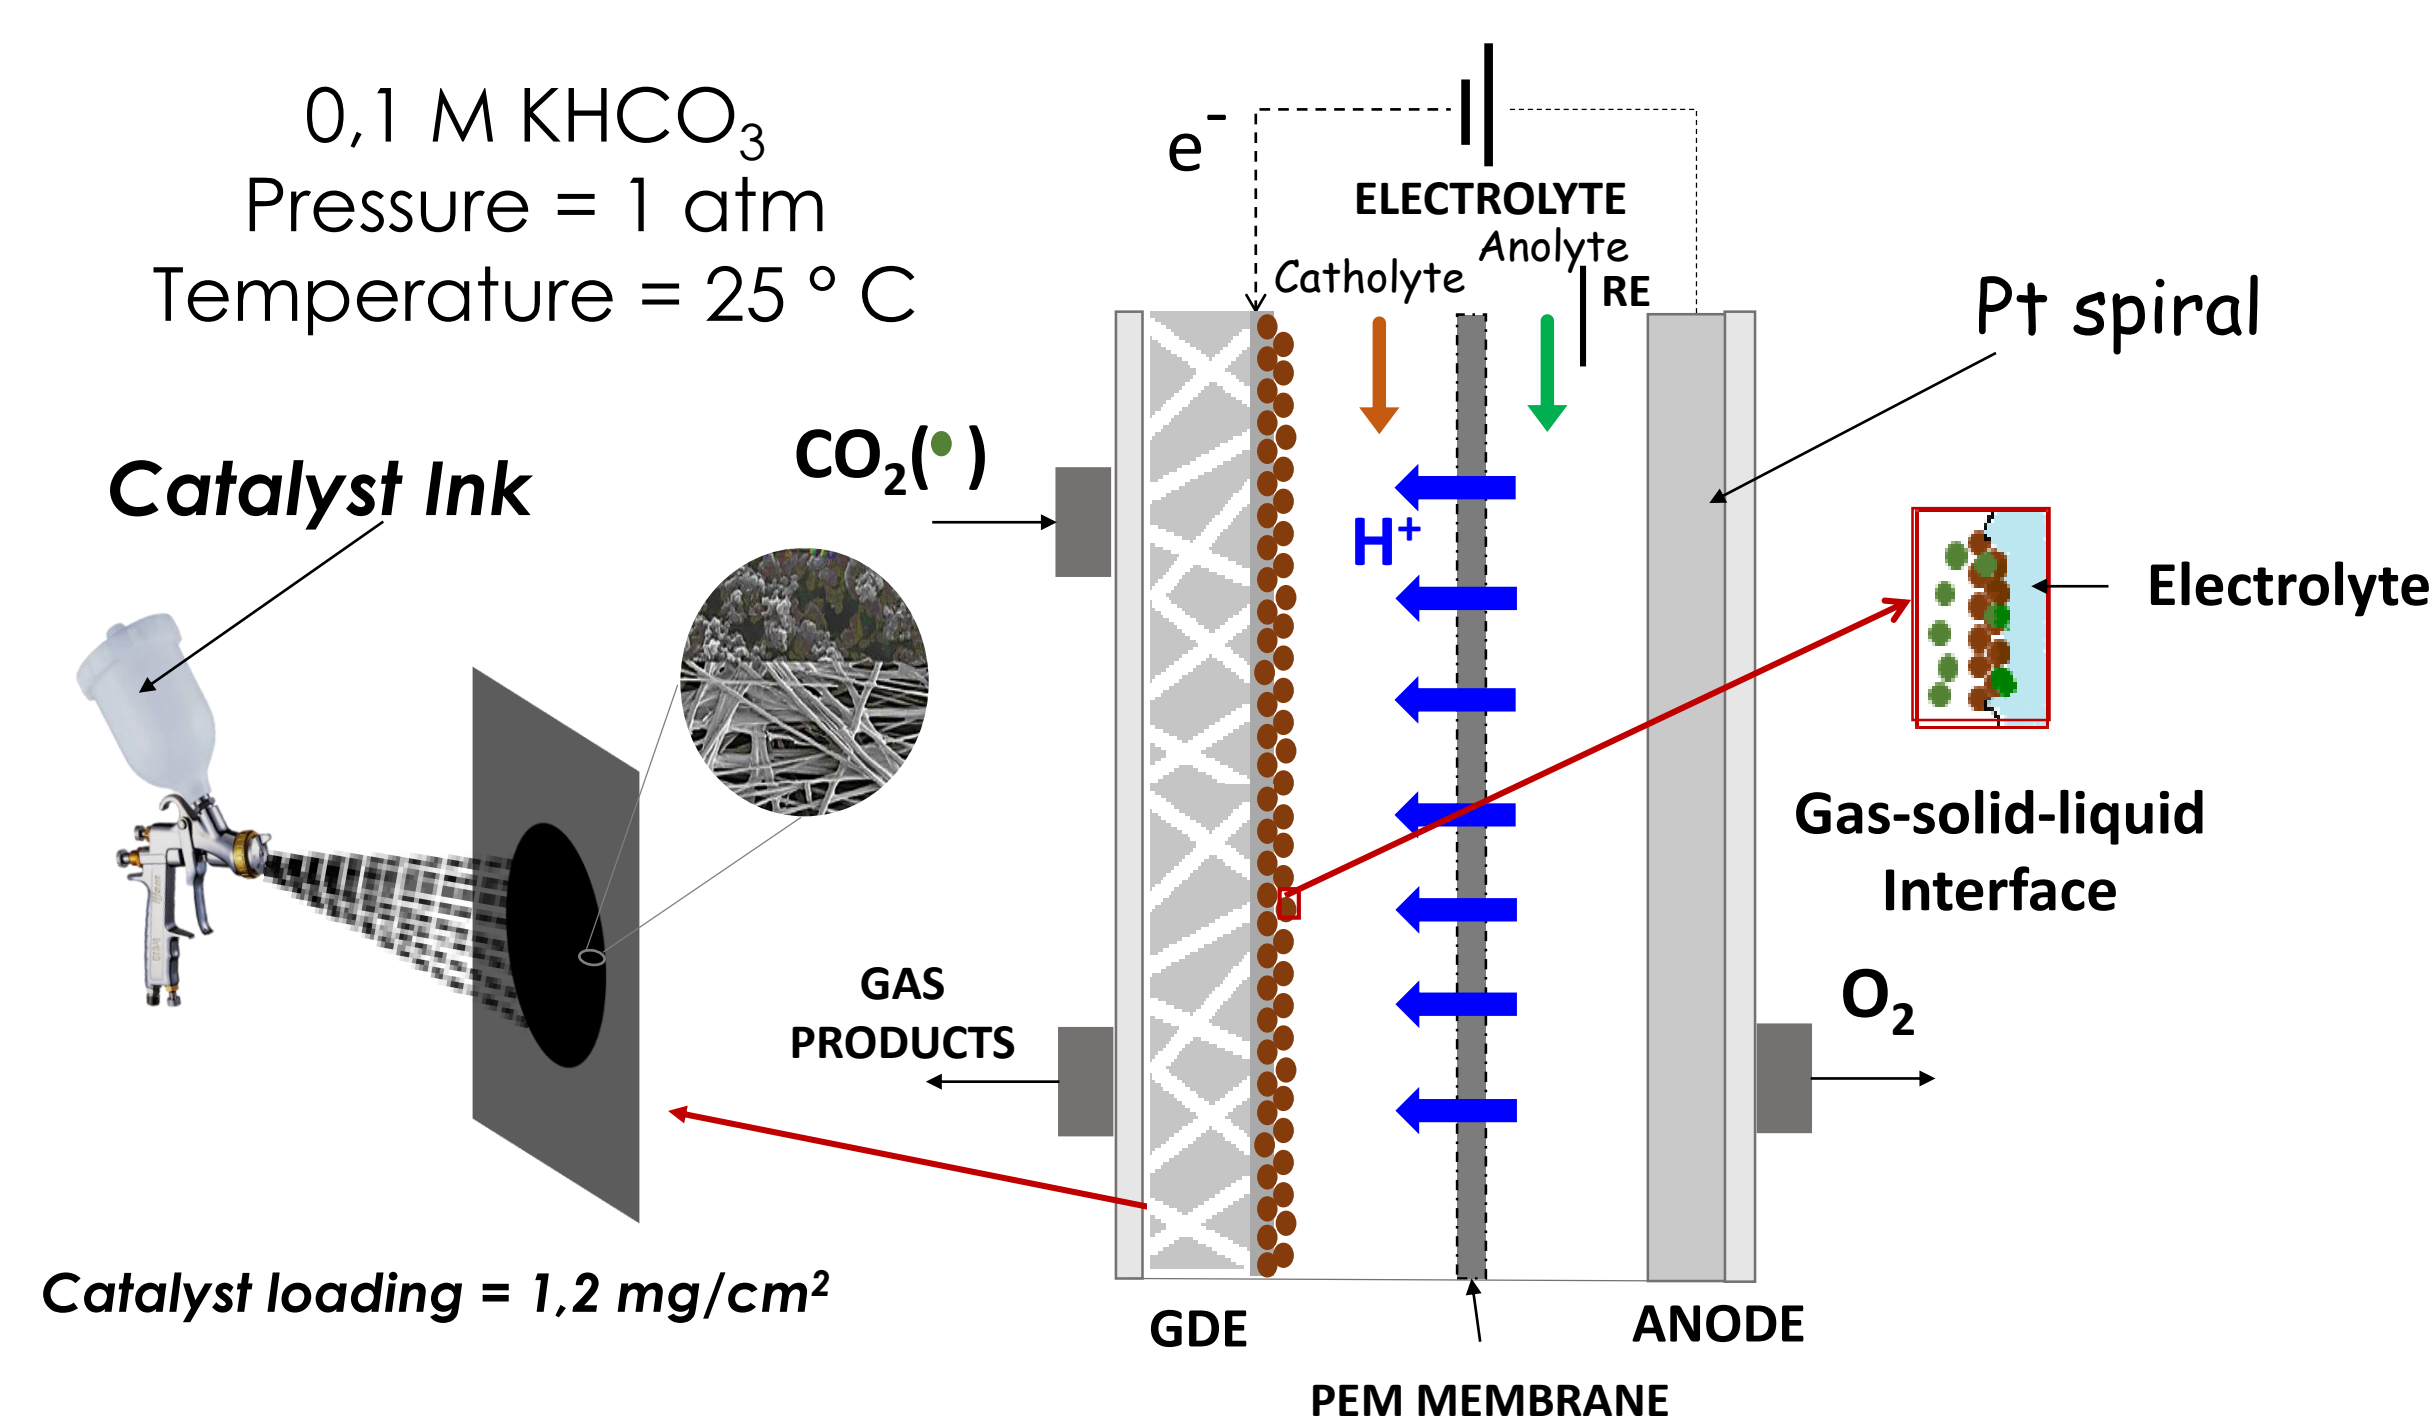 0,1 M KHCO₃
Pressure = 1 atm
Temperature = 25 ° C
e⁻
ELECTROLYTE
Anolyte
Catholyte
RE
Pt spiral
CO₂( )
Catalyst Ink
H⁺
Electrolyte
Gas-solid-liquid
Interface
GAS
PRODUCTS
O₂
Catalyst loading = 1,2 mg/cm²
GDE
ANODE
PEM MEMBRANE